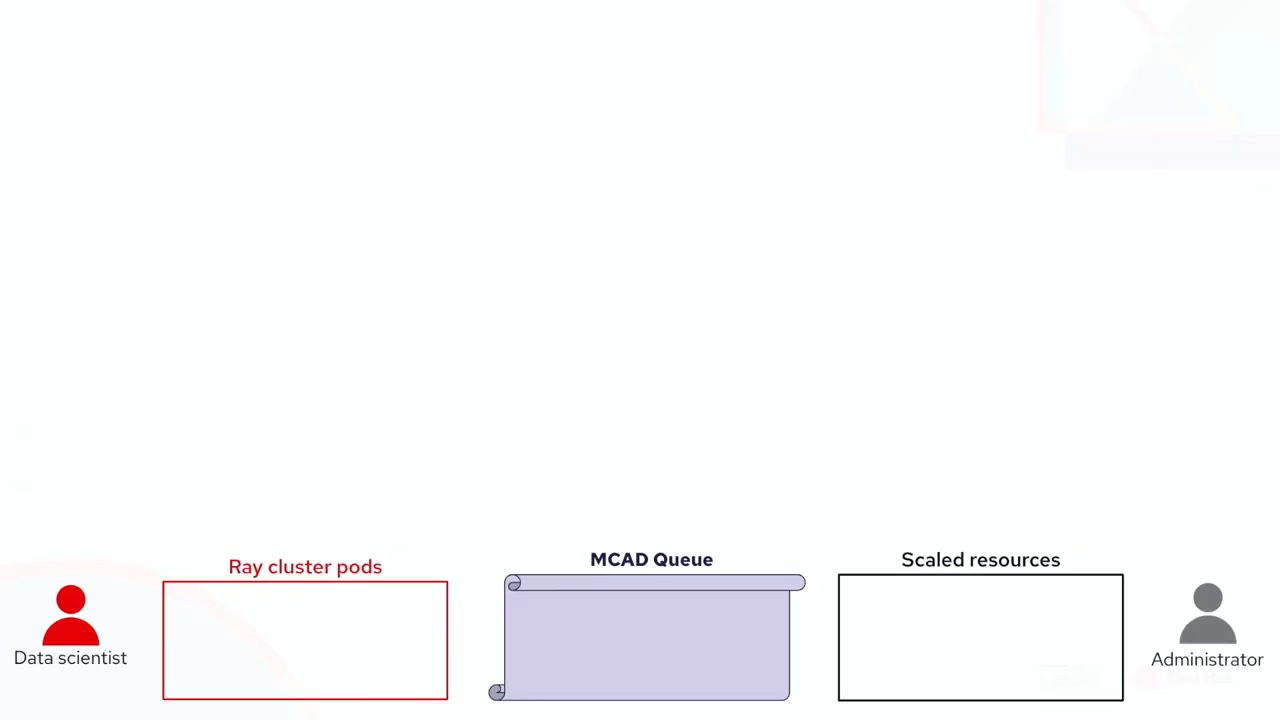 Ray cluster pods
MCAD Queue
Scaled resources
Data scientist
Administrator